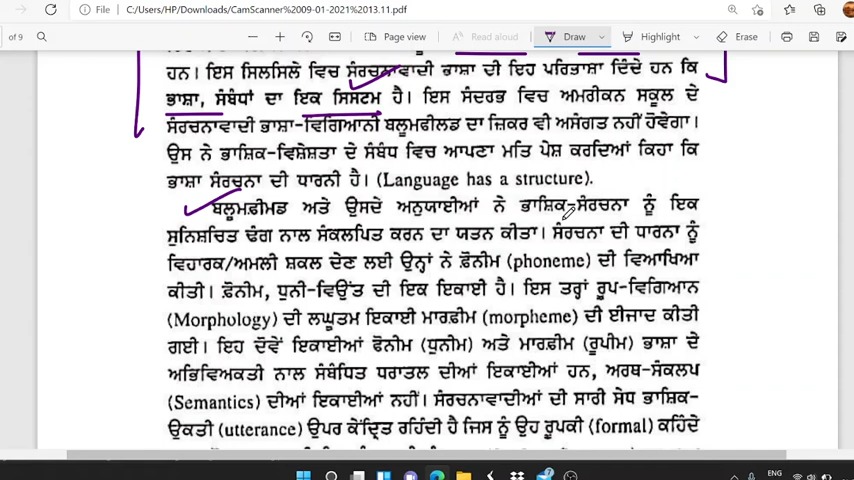 File
C:/Users/HP/Downloads/CamScanner%2009-01-2021%2013.11.pdf
of 9
Page view
Read aloud
Draw
Highlight
Erase
ਹਨ। ਇਸ ਸਿਲਸਿਲੇ ਵਿਚ ਸੰਰਚਨਾਵਾਦੀ ਭਾਸ਼ਾ ਦੀ ਇਹ ਪਰਿਭਾਸ਼ਾ ਦਿੰਦੇ ਹਨ ਕਿ
ਭਾਸ਼ਾ, ਸੰਬੰਧਾਂ ਦਾ ਇਕ ਸਿਸਟਮ ਹੈ। ਇਸ ਸੰਦਰਭ ਵਿਚ ਅਮਰੀਕਨ ਸਕੂਲ ਦੇ
ਸੰਰਚਨਾਵਾਦੀ ਭਾਸ਼ਾ-ਵਿਗਿਆਨੀ ਬਲੂਮਫੀਲਡ ਦਾ ਜ਼ਿਕਰ ਵੀ ਅਸੰਗਤ ਨਹੀਂ ਹੋਵੇਗਾ।
ਉਸ ਨੇ ਭਾਸ਼ਿਕ-ਵਿਸ਼ੇਸ਼ਤਾ ਦੇ ਸੰਬੰਧ ਵਿਚ ਆਪਣਾ ਮਤਿ ਪੇਸ਼ ਕਰਦਿਆਂ ਕਿਹਾ ਕਿ
ਭਾਸ਼ਾ ਸੰਰਚਨਾ ਦੀ ਧਾਰਨੀ ਹੈ। (Language has a structure).
ਬਲੂਮਫ਼ੀਮਡ ਅਤੇ ਉਸਦੇ ਅਨੁਯਾਈਆਂ ਨੇ ਭਾਸ਼ਿਕ-ਸੰਰਚਨਾ ਨੂੰ ਇਕ
ਸੁਨਿਸ਼ਚਿਤ ਢੰਗ ਨਾਲ ਸੰਕਲਪਿਤ ਕਰਨ ਦਾ ਯਤਨ ਕੀਤਾ। ਸੰਰਚਨਾ ਦੀ ਧਾਰਨਾ ਨੂੰ
ਵਿਹਾਰਕ/ਅਮਲੀ ਸ਼ਕਲ ਦੇਣ ਲਈ ਉਨ੍ਹਾਂ ਨੇ ਫ਼ੋਨੀਮ (phoneme) ਦੀ ਵਿਆਖਿਆ
ਕੀਤੀ। ਫ਼ੋਨੀਮ, ਧੁਨੀ-ਵਿਉਂਤ ਦੀ ਇਕ ਇਕਾਈ ਹੈ। ਇਸ ਤਰ੍ਹਾਂ ਰੂਪ-ਵਿਗਿਆਨ
(Morphology) ਦੀ ਲਘੂਤਮ ਇਕਾਈ ਮਾਰਫ਼ੀਮ (morpheme) ਦੀ ਈਜਾਦ ਕੀਤੀ
ਗਈ। ਇਹ ਦੋਵੇਂ ਇਕਾਈਆਂ ਫੋਨੀਮ (ਧੁਨੀਮ) ਅਤੇ ਮਾਰਫ਼ੀਮ (ਰੂਪੀਮ) ਭਾਸ਼ਾ ਦੇ
ਅਭਿਵਿਅਕਤੀ ਨਾਲ ਸੰਬੰਧਿਤ ਧਰਾਤਲ ਦੀਆਂ ਇਕਾਈਆਂ ਹਨ, ਅਰਥ-ਸੰਕਲਪ
(Semantics) ਦੀਆਂ ਇਕਾਈਆਂ ਨਹੀਂ। ਸੰਰਚਨਾਵਾਦੀਆਂ ਦੀ ਸਾਰੀ ਸੋਧ ਭਾਸ਼ਿਕ-
ਉਕਤੀ (utterance) ਉਪਰ ਕੇਂਦ੍ਰਿਤ ਰਹਿੰਦੀ ਹੈ ਜਿਸ ਨੂੰ ਉਹ ਰੂਪਕੀ (formal) ਕਹਿੰਦੇ
ENG